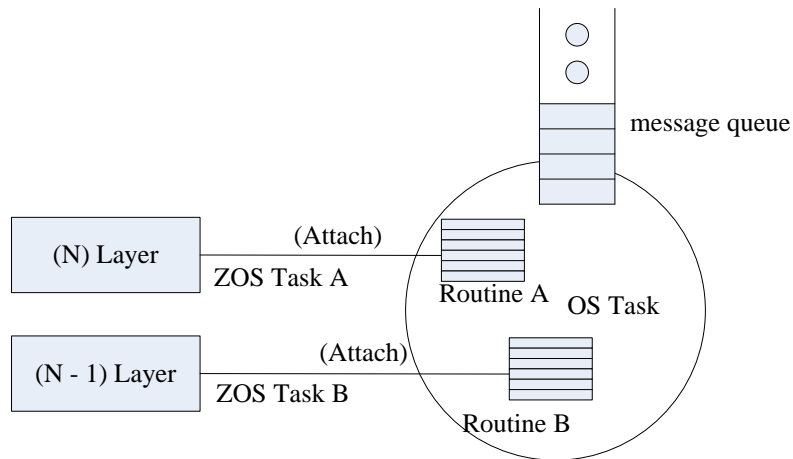 message queue
(Attach)
(N) Layer
ZOS Task A
Routine A
OS Task
(Attach)
(N - 1) Layer
ZOS Task B
Routine B